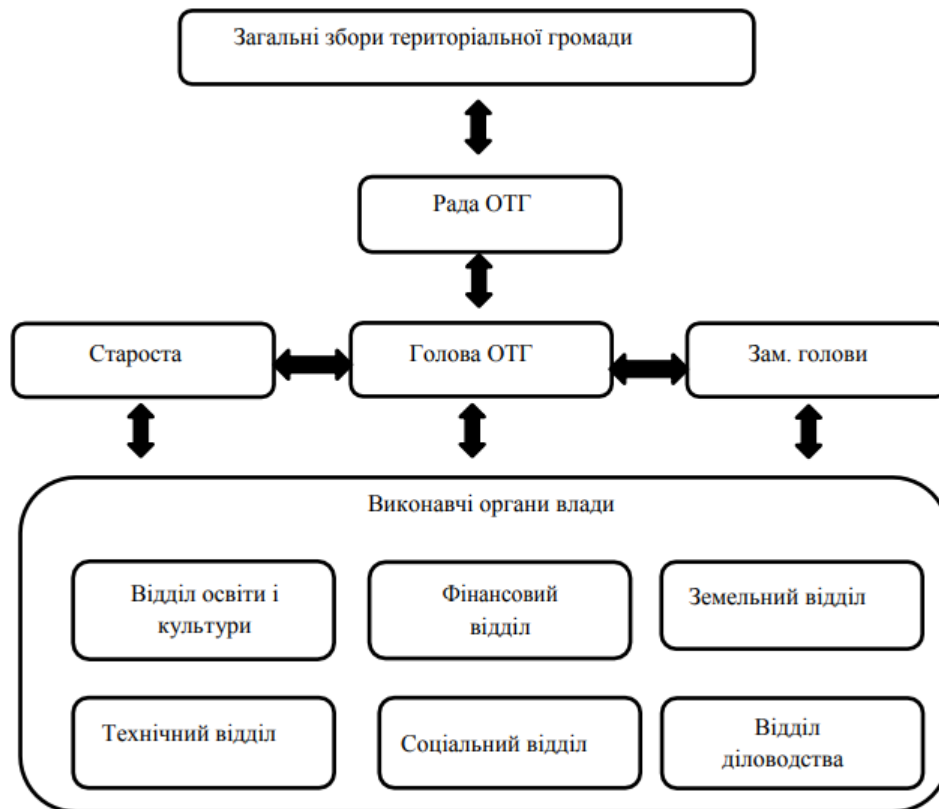 Загальні збори територіальної громади
Рада ОТГ
Староста
Голова ОТГ
Зам. голови
Виконавчі органи влади
Відділ освіти і
культури
Фінансовий
відділ
Земельний відділ
Технічний відділ
Соціальний відділ
Відділ
діловодства